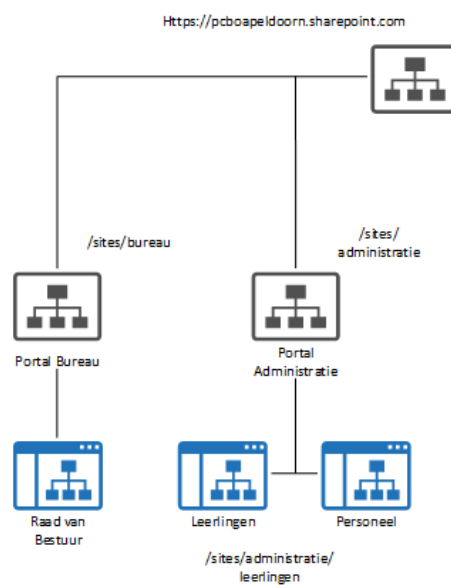 Https://pcboapeldoorn.sharepoint.com
/sites/bureau
/sites/
administratie
Portal Bureau
Portal
Administratie
Raad van
Bestuur
Leerlingen
Personeel
/sites/administratie/
leerlingen